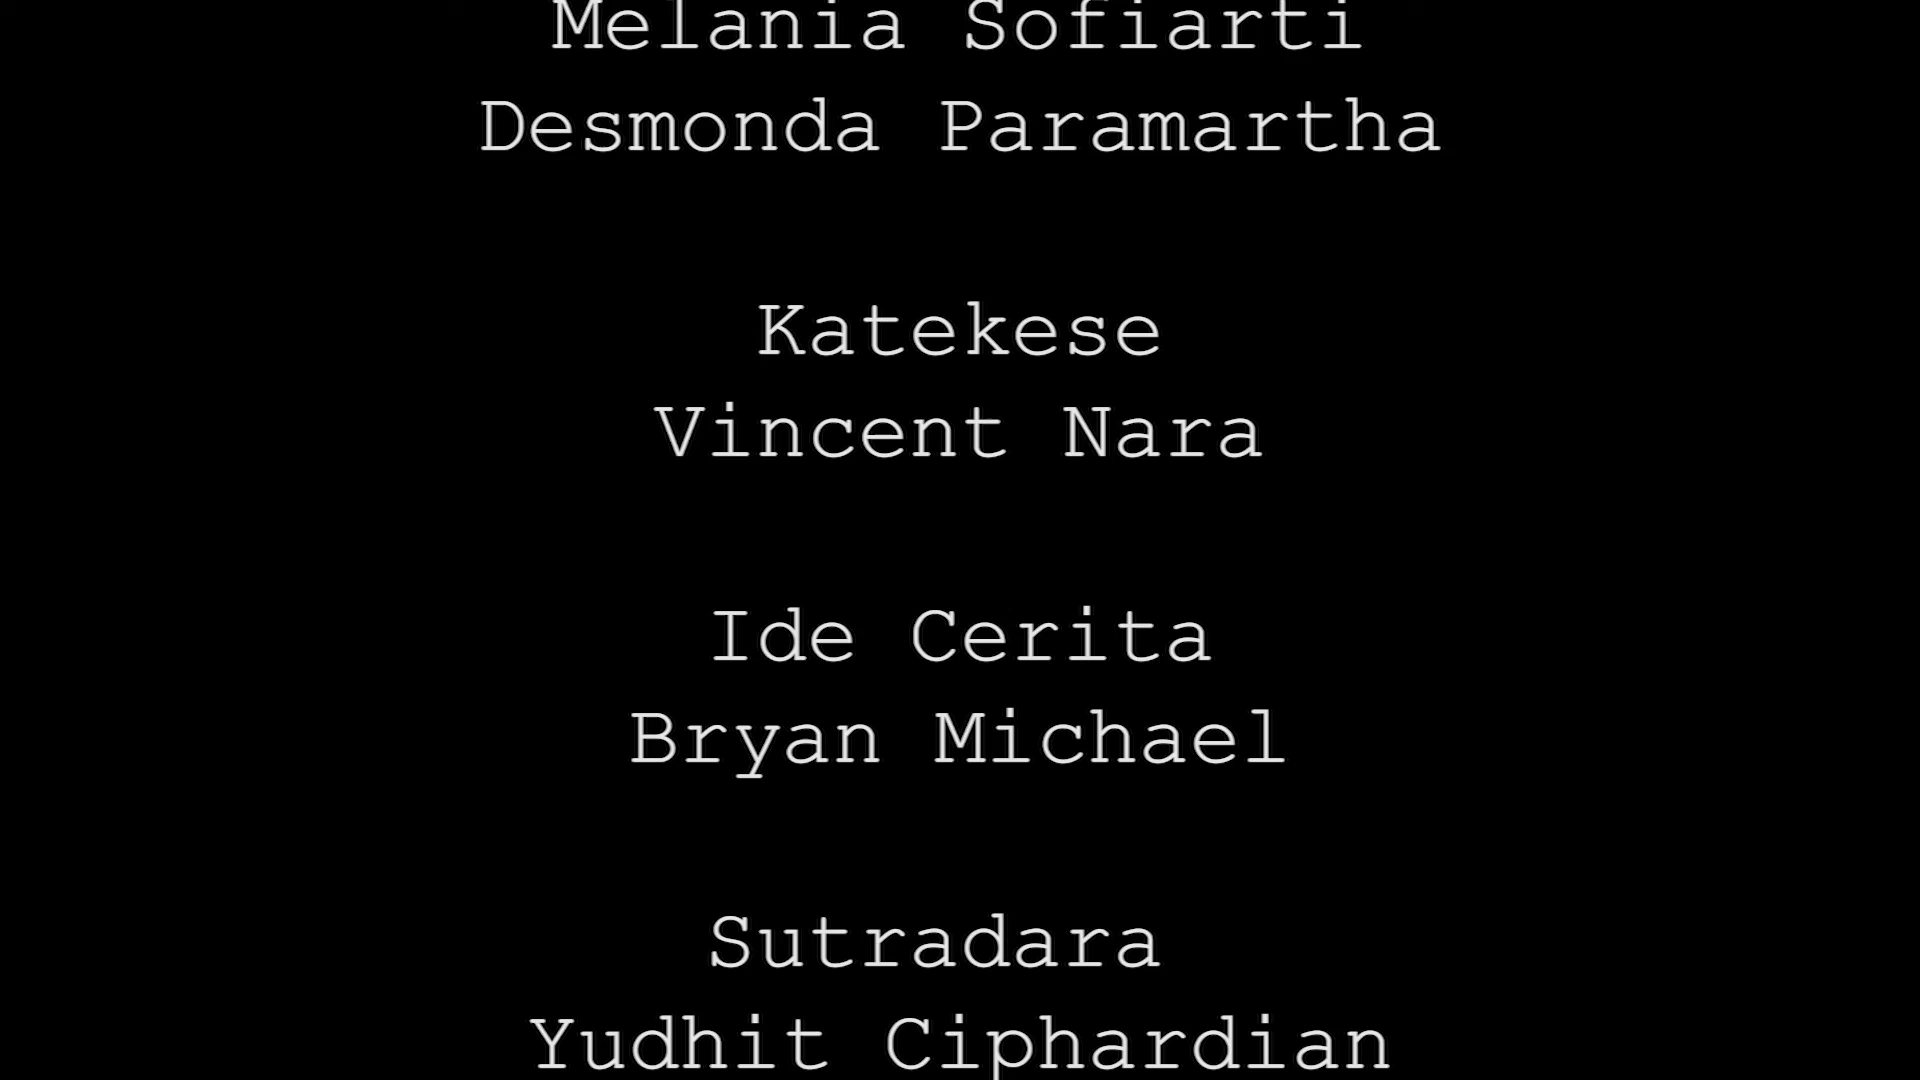 Melania Sofiarti
Desmonda Paramartha
Katekese
Vincent Nara
Ide Cerita
Bryan Michael
Sutradara
Yudhit Ciphardian